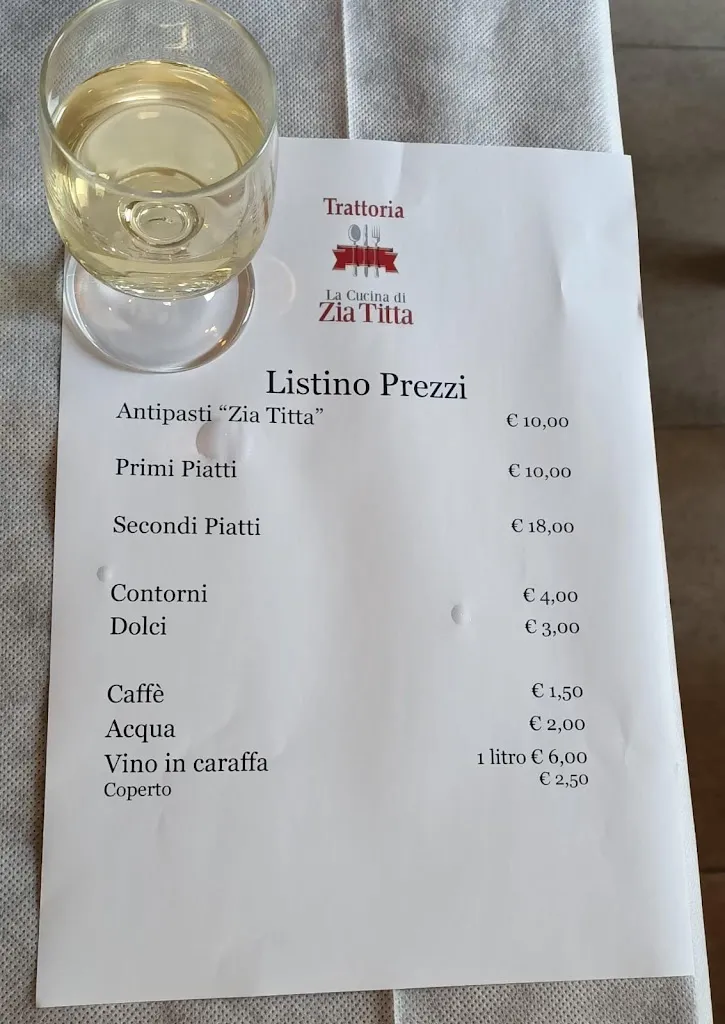 Trattoria
La Cucina di
Zia Titta
Listino Prezzi
Antipasti “Zia Titta” € 10,00
Primi Piatti € 10,00
Secondi Piatti € 18,00
Contorni € 4,00
Dolci € 3,00
Caffè € 1,50
Acqua € 2,00
Vino in caraffa 1 litro € 6,00
Coperto € 2,50